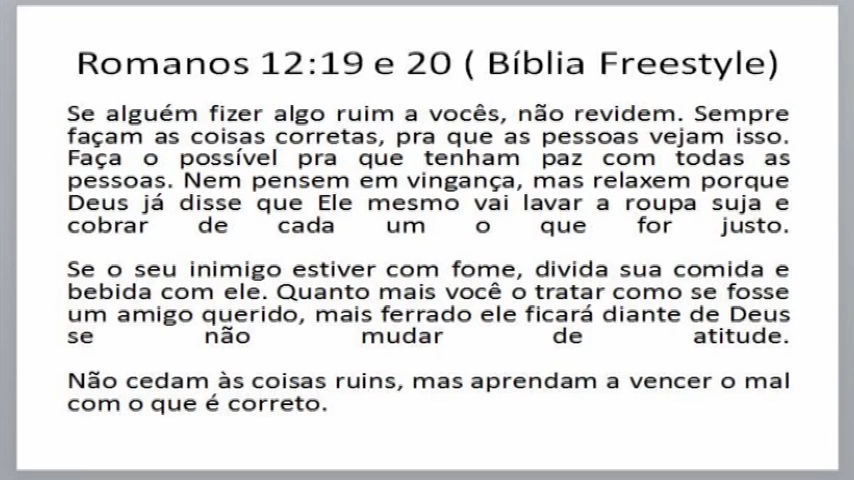 Romanos 12:19 e 20 ( Bíblia Freestyle)
Se alguém fizer algo ruim a vocês, não revidem. Sempre
façam as coisas corretas, pra que as pessoas vejam isso.
Faça o possível pra que tenham paz com todas as
pessoas. Nem pensem em vingança, mas relaxem porque
Deus já disse que Ele mesmo vai lavar a roupa suja e
cobrar de cada um o que for justo.
Se o seu inimigo estiver com fome, divida sua comida e
bebida com ele. Quanto mais você o tratar como se fosse
um amigo querido, mais ferrado ele ficará diante de Deus
se não mudar de atitude.
Não cedam às coisas ruins, mas aprendam a vencer o mal
com o que é correto.